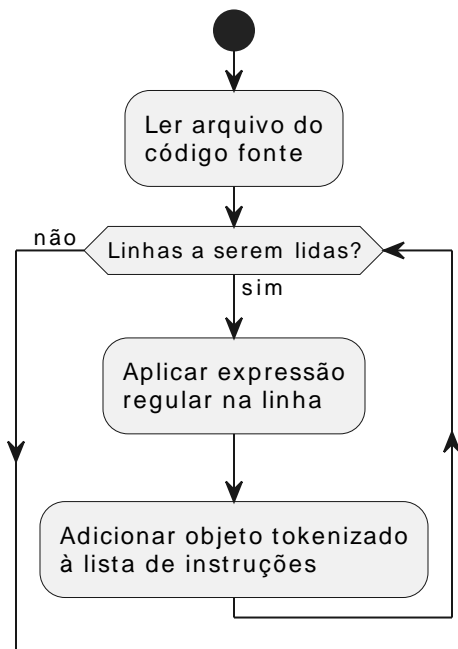 Ler arquivo do
código fonte
não
Linhas a serem lidas?
sim
Aplicar expressão
regular na linha
Adicionar objeto tokenizado
à lista de instruções